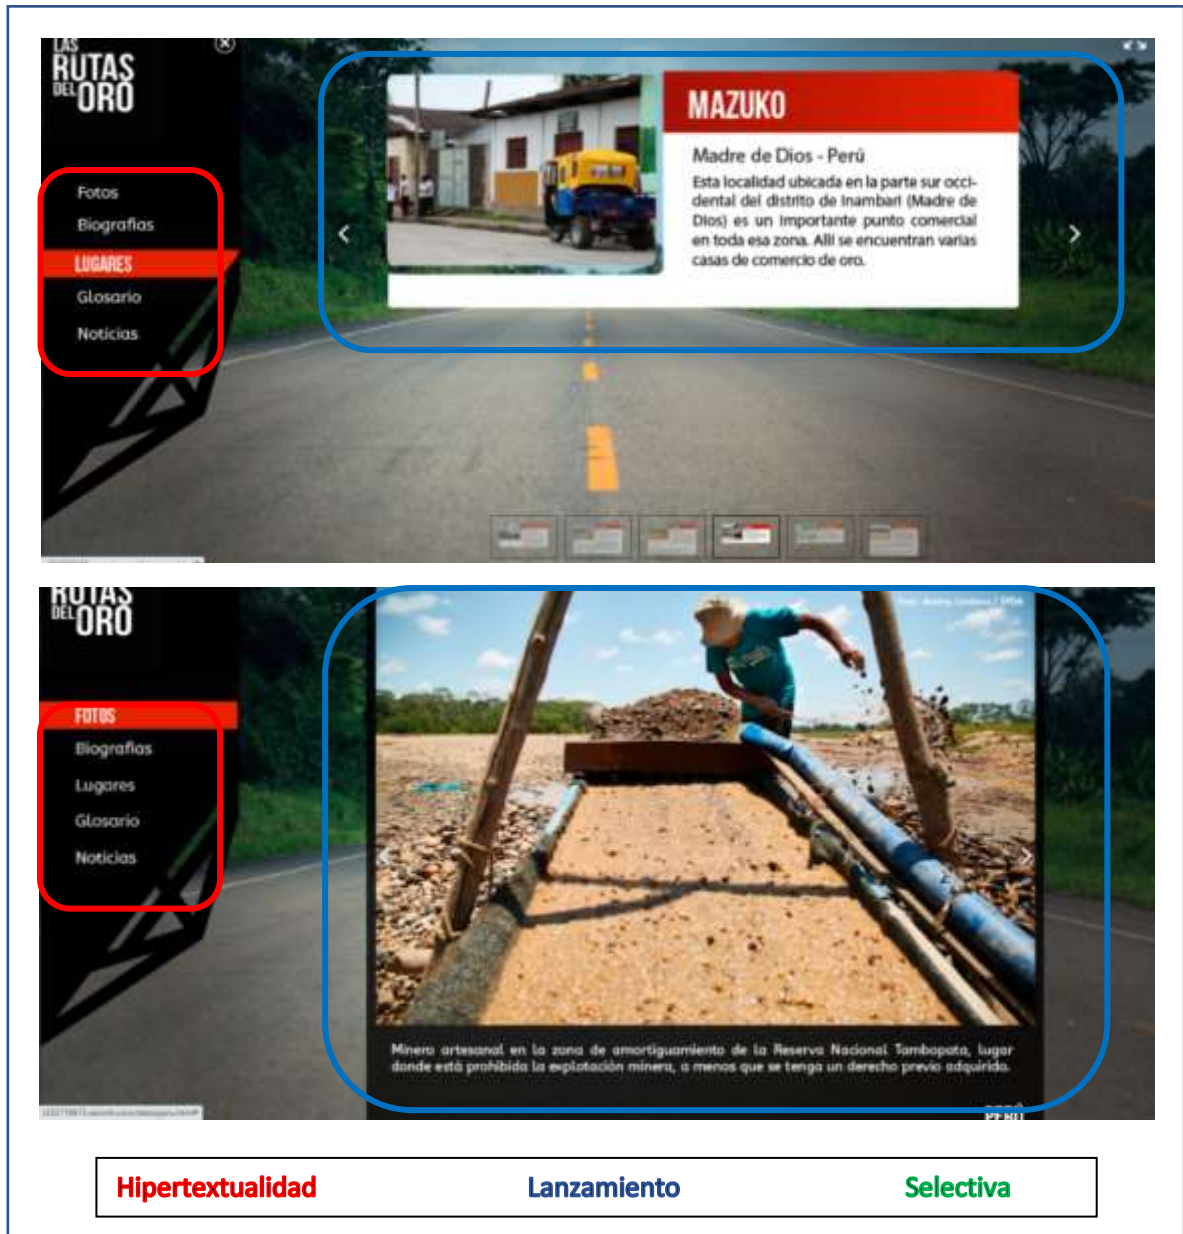 LAS
RUTAS
DEL ORO
Fotos
Biografias
LUGARES
Glosario
Noticias
MAZUKO
Madre de Dios - Perú
Esta localidad ubicada en la parte sur occi-
dental del distrito de Inambari (Madre de
Dios) es un importante punto comercial
en toda esa zona. Allí se encuentran varias
casas de comercio de oro.
RUTAS
DEL ORO
FOTOS
Biografias
Lugares
Glosario
Noticias
Minero artesanal en la zona de amortiguamiento de la Reserva Nacional Tambopata, lugar
donde está prohibida la explotación minera, a menos que se tenga un derecho previo adquirido.
PERÚ
Hipertextualidad
Lanzamiento
Selectiva